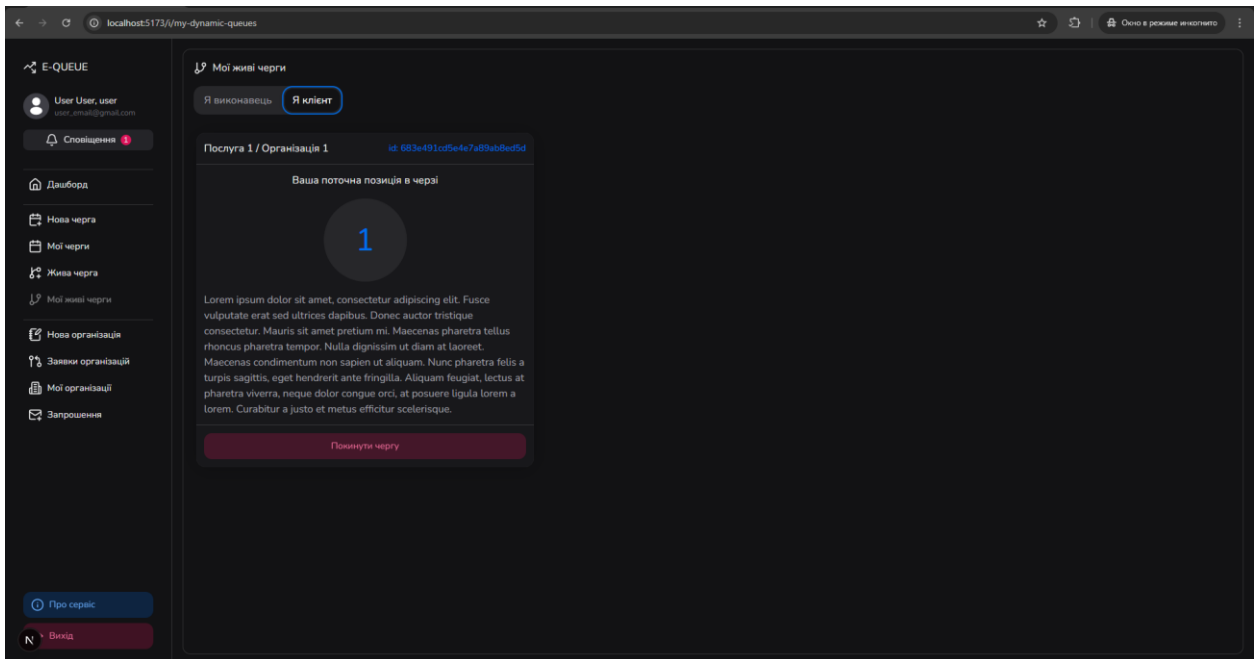 localhost:5173/i/my-dynamic-queues
Окно в режиме инкогнито
E-QUEUE
User User, user
user_email@gmail.com
Сповіщення 1
Дашборд
Нова черга
Мої черги
Жива черга
Мої живі черги
Нова організація
Заявки організацій
Мої організації
Запрошення
Про сервіс
N
Вихід
Мої живі черги
Я виконавець Я клієнт
Послуга 1 / Організація 1 id: 683e491cd5e4e7a89ab8ed5d
Ваша поточна позиція в черзі
1
Lorem ipsum dolor sit amet, consectetur adipiscing elit. Fusce
vulputate erat sed ultrices dapibus. Donec auctor tristique
consectetur. Mauris sit amet pretium mi. Maecenas pharetra tellus
rhoncus pharetra tempor. Nulla dignissim ut diam at laoreet.
Maecenas condimentum non sapien ut aliquam. Nunc pharetra felis a
turpis sagittis, eget hendrerit ante fringilla. Aliquam feugiat, lectus at
pharetra viverra, neque dolor congue orci, at posuere ligula lorem a
lorem. Curabitur a justo et metus efficitur scelerisque.
Покинути чергу